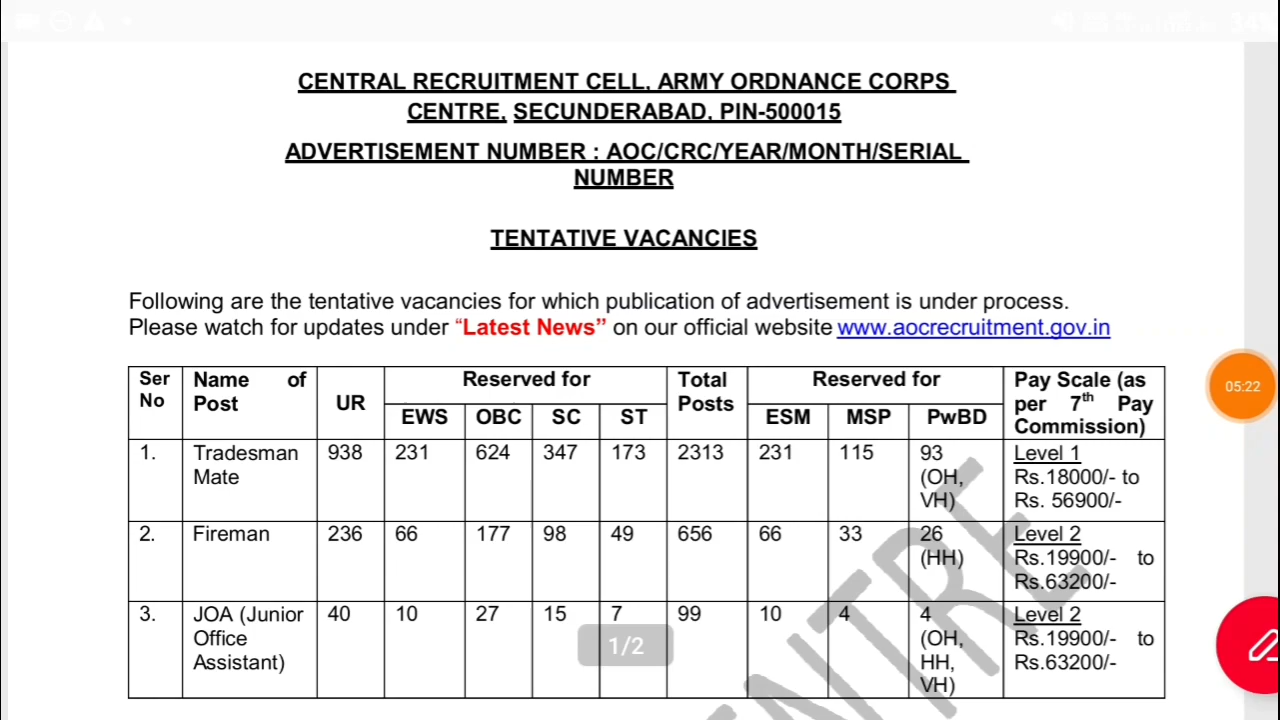 CENTRAL RECRUITMENT CELL, ARMY ORDNANCE CORPS
CENTRE, SECUNDERABAD, PIN-500015
ADVERTISEMENT NUMBER : AOC/CRC/YEAR/MONTH/SERIAL
NUMBER
TENTATIVE VACANCIES
Following are the tentative vacancies for which publication of advertisement is under process.
Please watch for updates under “Latest News” on our official website www.aocrecruitment.gov.in
Ser No Name of Post UR Reserved for Total Posts Reserved for Pay Scale (as per 7th Pay Commission)
EWS OBC SC ST ESM MSP PwBD
1. Tradesman Mate 938 231 624 347 173 2313 231 115 93 (OH, VH) Level 1 Rs.18000/- to Rs. 56900/-
2. Fireman 236 66 177 98 49 656 66 33 26 (HH) Level 2 Rs.19900/- to Rs.63200/-
3. JOA (Junior Office Assistant) 40 10 27 15 7 99 10 4 4 (OH, HH, VH) Level 2 Rs.19900/- to Rs.63200/-
05:22
1/2